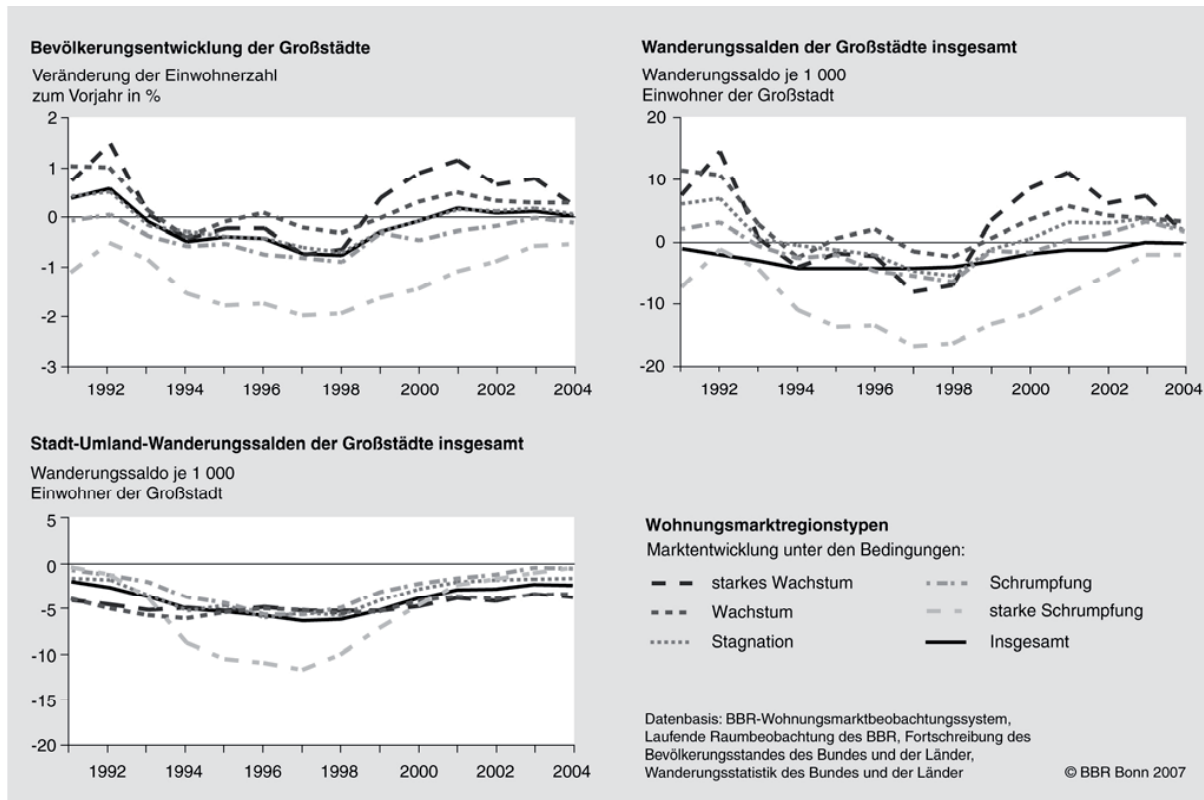 Bevölkerungsentwicklung der Großstädte
Veränderung der Einwohnerzahl
zum Vorjahr in %
2
1
0
-1
-2
-3
1992 1994 1996 1998 2000 2002 2004
Wanderungssalden der Großstädte insgesamt
Wanderungssaldo je 1 000
Einwohner der Großstadt
20
10
0
-10
-20
1992 1994 1996 1998 2000 2002 2004
Stadt-Umland-Wanderungssalden der Großstädte insgesamt
Wanderungssaldo je 1 000
Einwohner der Großstadt
5
0
-5
-10
-15
-20
1992 1994 1996 1998 2000 2002 2004
Wohnungsmarktregionstypen
Marktentwicklung unter den Bedingungen:
starkes Wachstum
Wachstum
Stagnation
Schrumpfung
starke Schrumpfung
Insgesamt
Datenbasis: BBR-Wohnungsmarktbeobachtungssystem,
Laufende Raumbeobachtung des BBR, Fortschreibung des
Bevölkerungsstandes des Bundes und der Länder,
Wanderungsstatistik des Bundes und der Länder
© BBR Bonn 2007